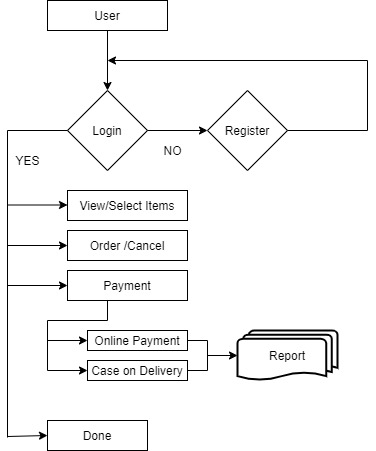 User
Login
Register
YES
NO
View/Select Items
Order /Cancel
Payment
Online Payment
Case on Delivery
Report
Done